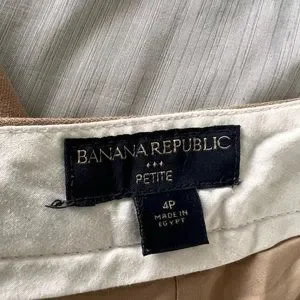 BANANA REPUBLIC
PETITE
4P
MADE IN
EGYPT